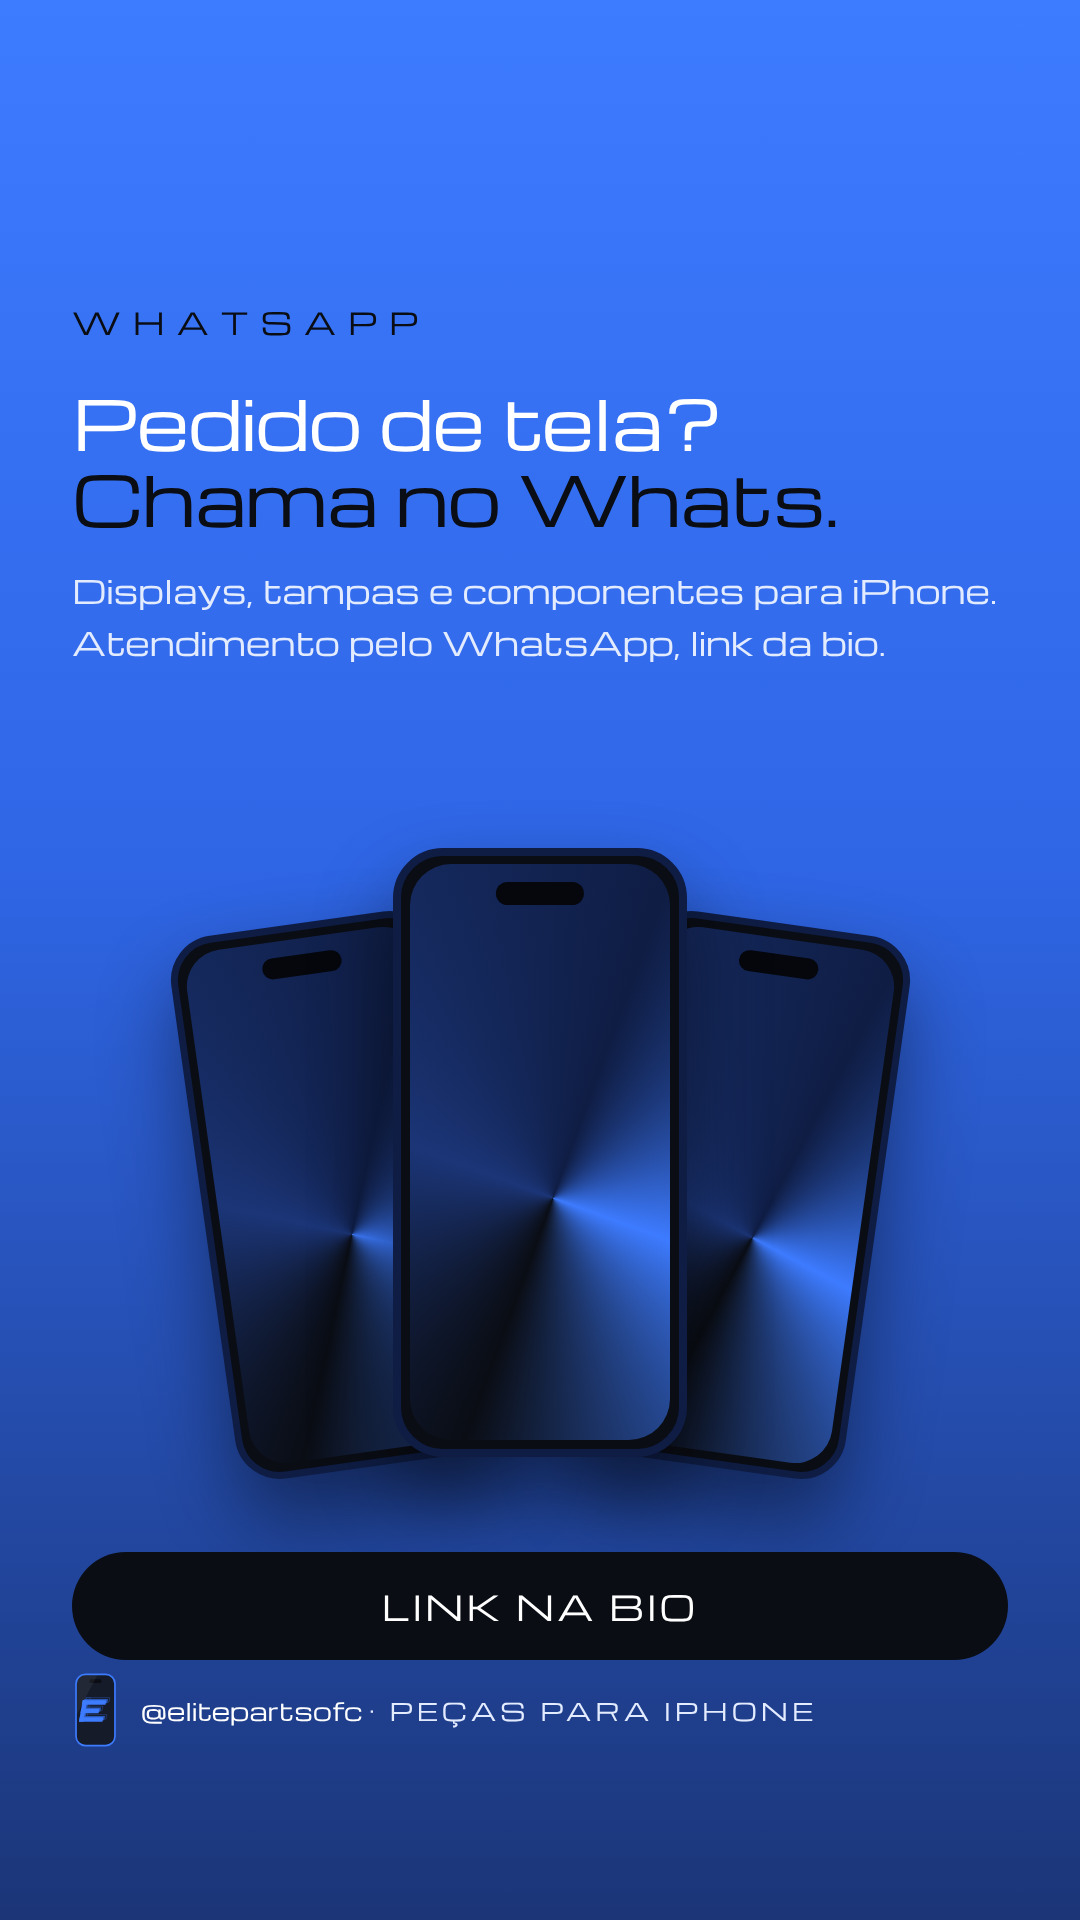 WHATSAPP
Pedido de tela?
Chama no Whats.
Displays, tampas e componentes para iPhone.
Atendimento pelo WhatsApp, link da bio.
LINK NA BIO
E
@elitepartsofc · PEÇAS PARA IPHONE